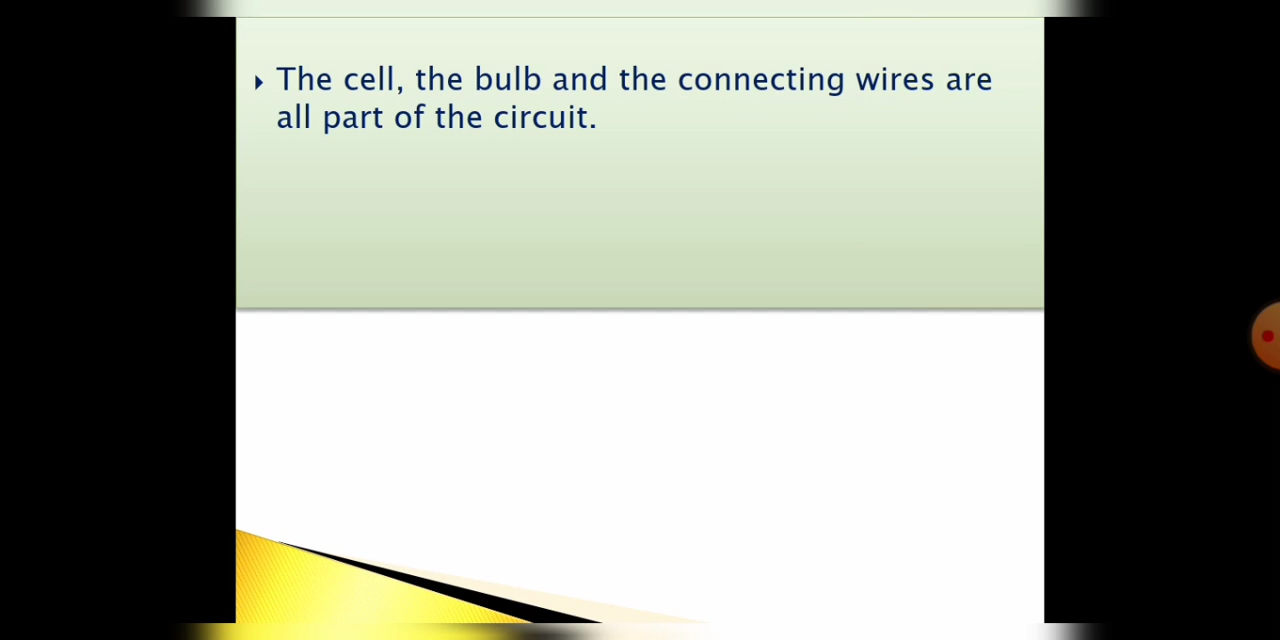 The cell, the bulb and the connecting wires are
all part of the circuit.